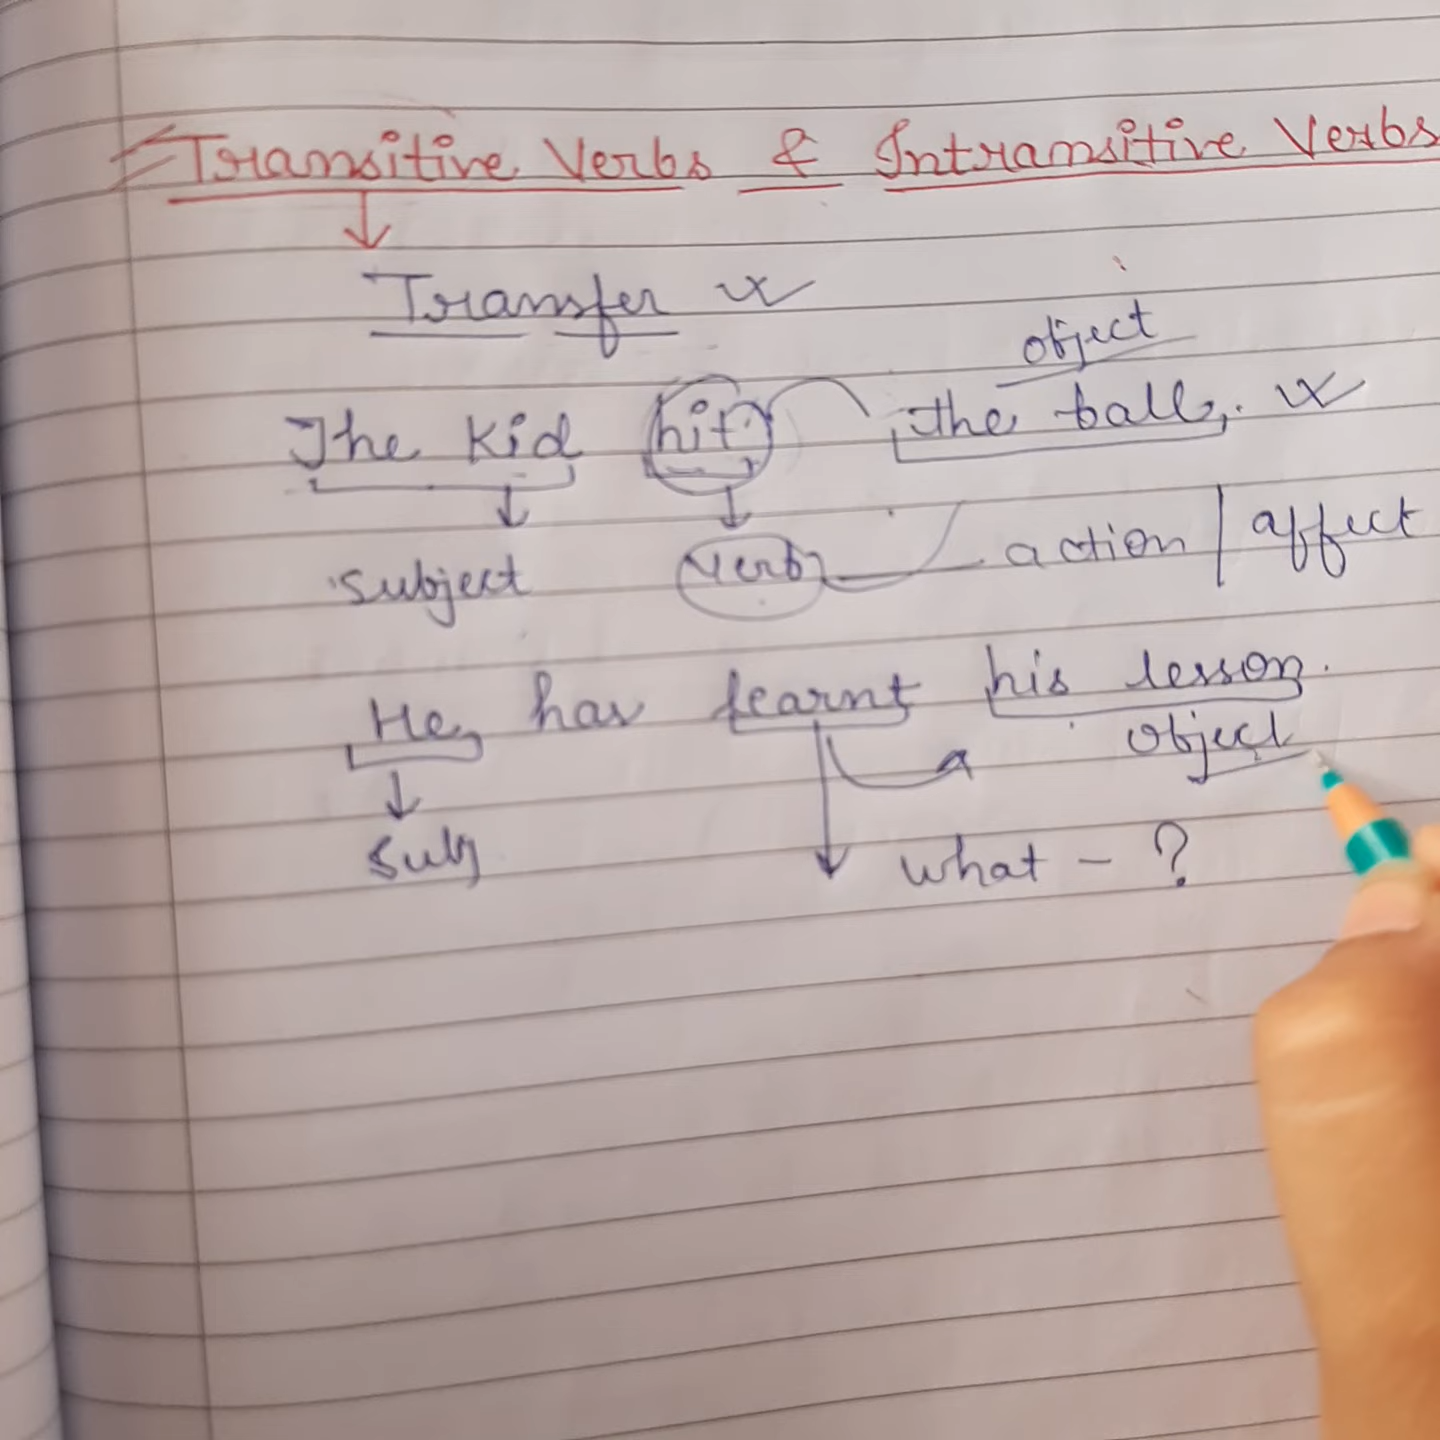 Transitive Verbs & Intransitive Verbs
Transfer
object
The Kid hit the ball.
subject verb action / affect
He has learnt his lesson.
object
Subj what - ?